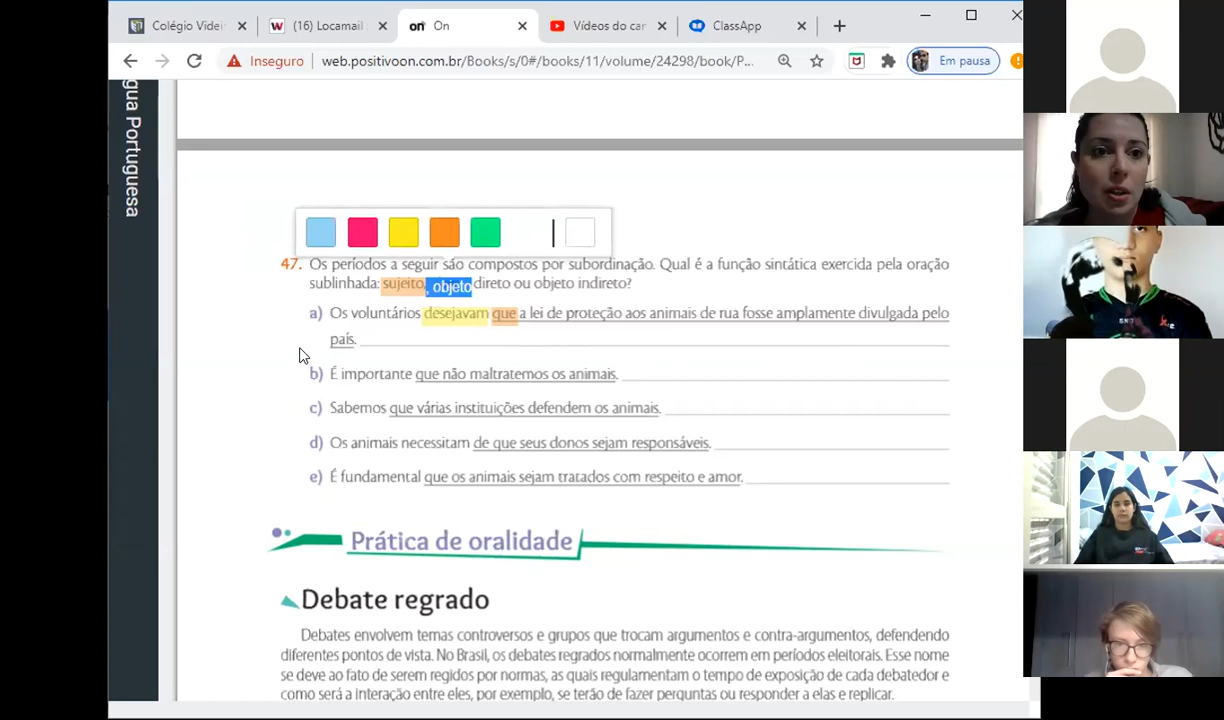 Colégio Videi
(16) Locamail
on
On
Vídeos do car
ClassApp
Inseguro
web.positivoon.com.br/Books/s/0#/books/11/volume/24298/book/P...
Em pausa
gua Portuguesa
47. Os períodos a seguir são compostos por subordinação. Qual é a função sintática exercida pela oração
sublinhada: sujeito, objeto direto ou objeto indireto?
a) Os voluntários desejavam que a lei de proteção aos animais de rua fosse amplamente divulgada pelo
país.
b) É importante que não maltratemos os animais.
c) Sabemos que várias instituições defendem os animais.
d) Os animais necessitam de que seus donos sejam responsáveis.
e) É fundamental que os animais sejam tratados com respeito e amor.
Prática de oralidade
Debate regrado
Debates envolvem temas controversos e grupos que trocam argumentos e contra-argumentos, defendendo
diferentes pontos de vista. No Brasil, os debates regrados normalmente ocorrem em períodos eleitorais. Esse nome
se deve ao fato de serem regidos por normas, as quais regulamentam o tempo de exposição de cada debatedor e
como será a interação entre eles, por exemplo, se terão de fazer perguntas ou responder a elas e replicar.